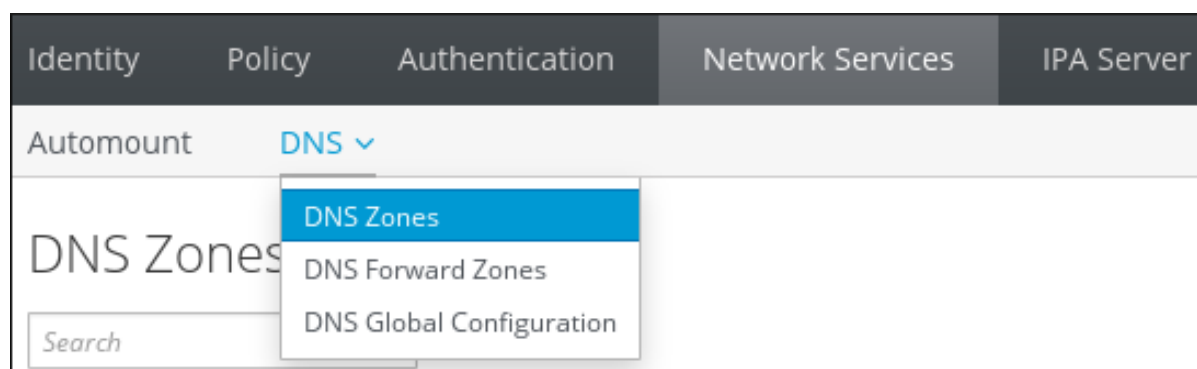 Identity Policy Authentication Network Services IPA Server
Automount DNS
DNS Zones
DNS Zones
DNS Forward Zones
DNS Global Configuration
Search